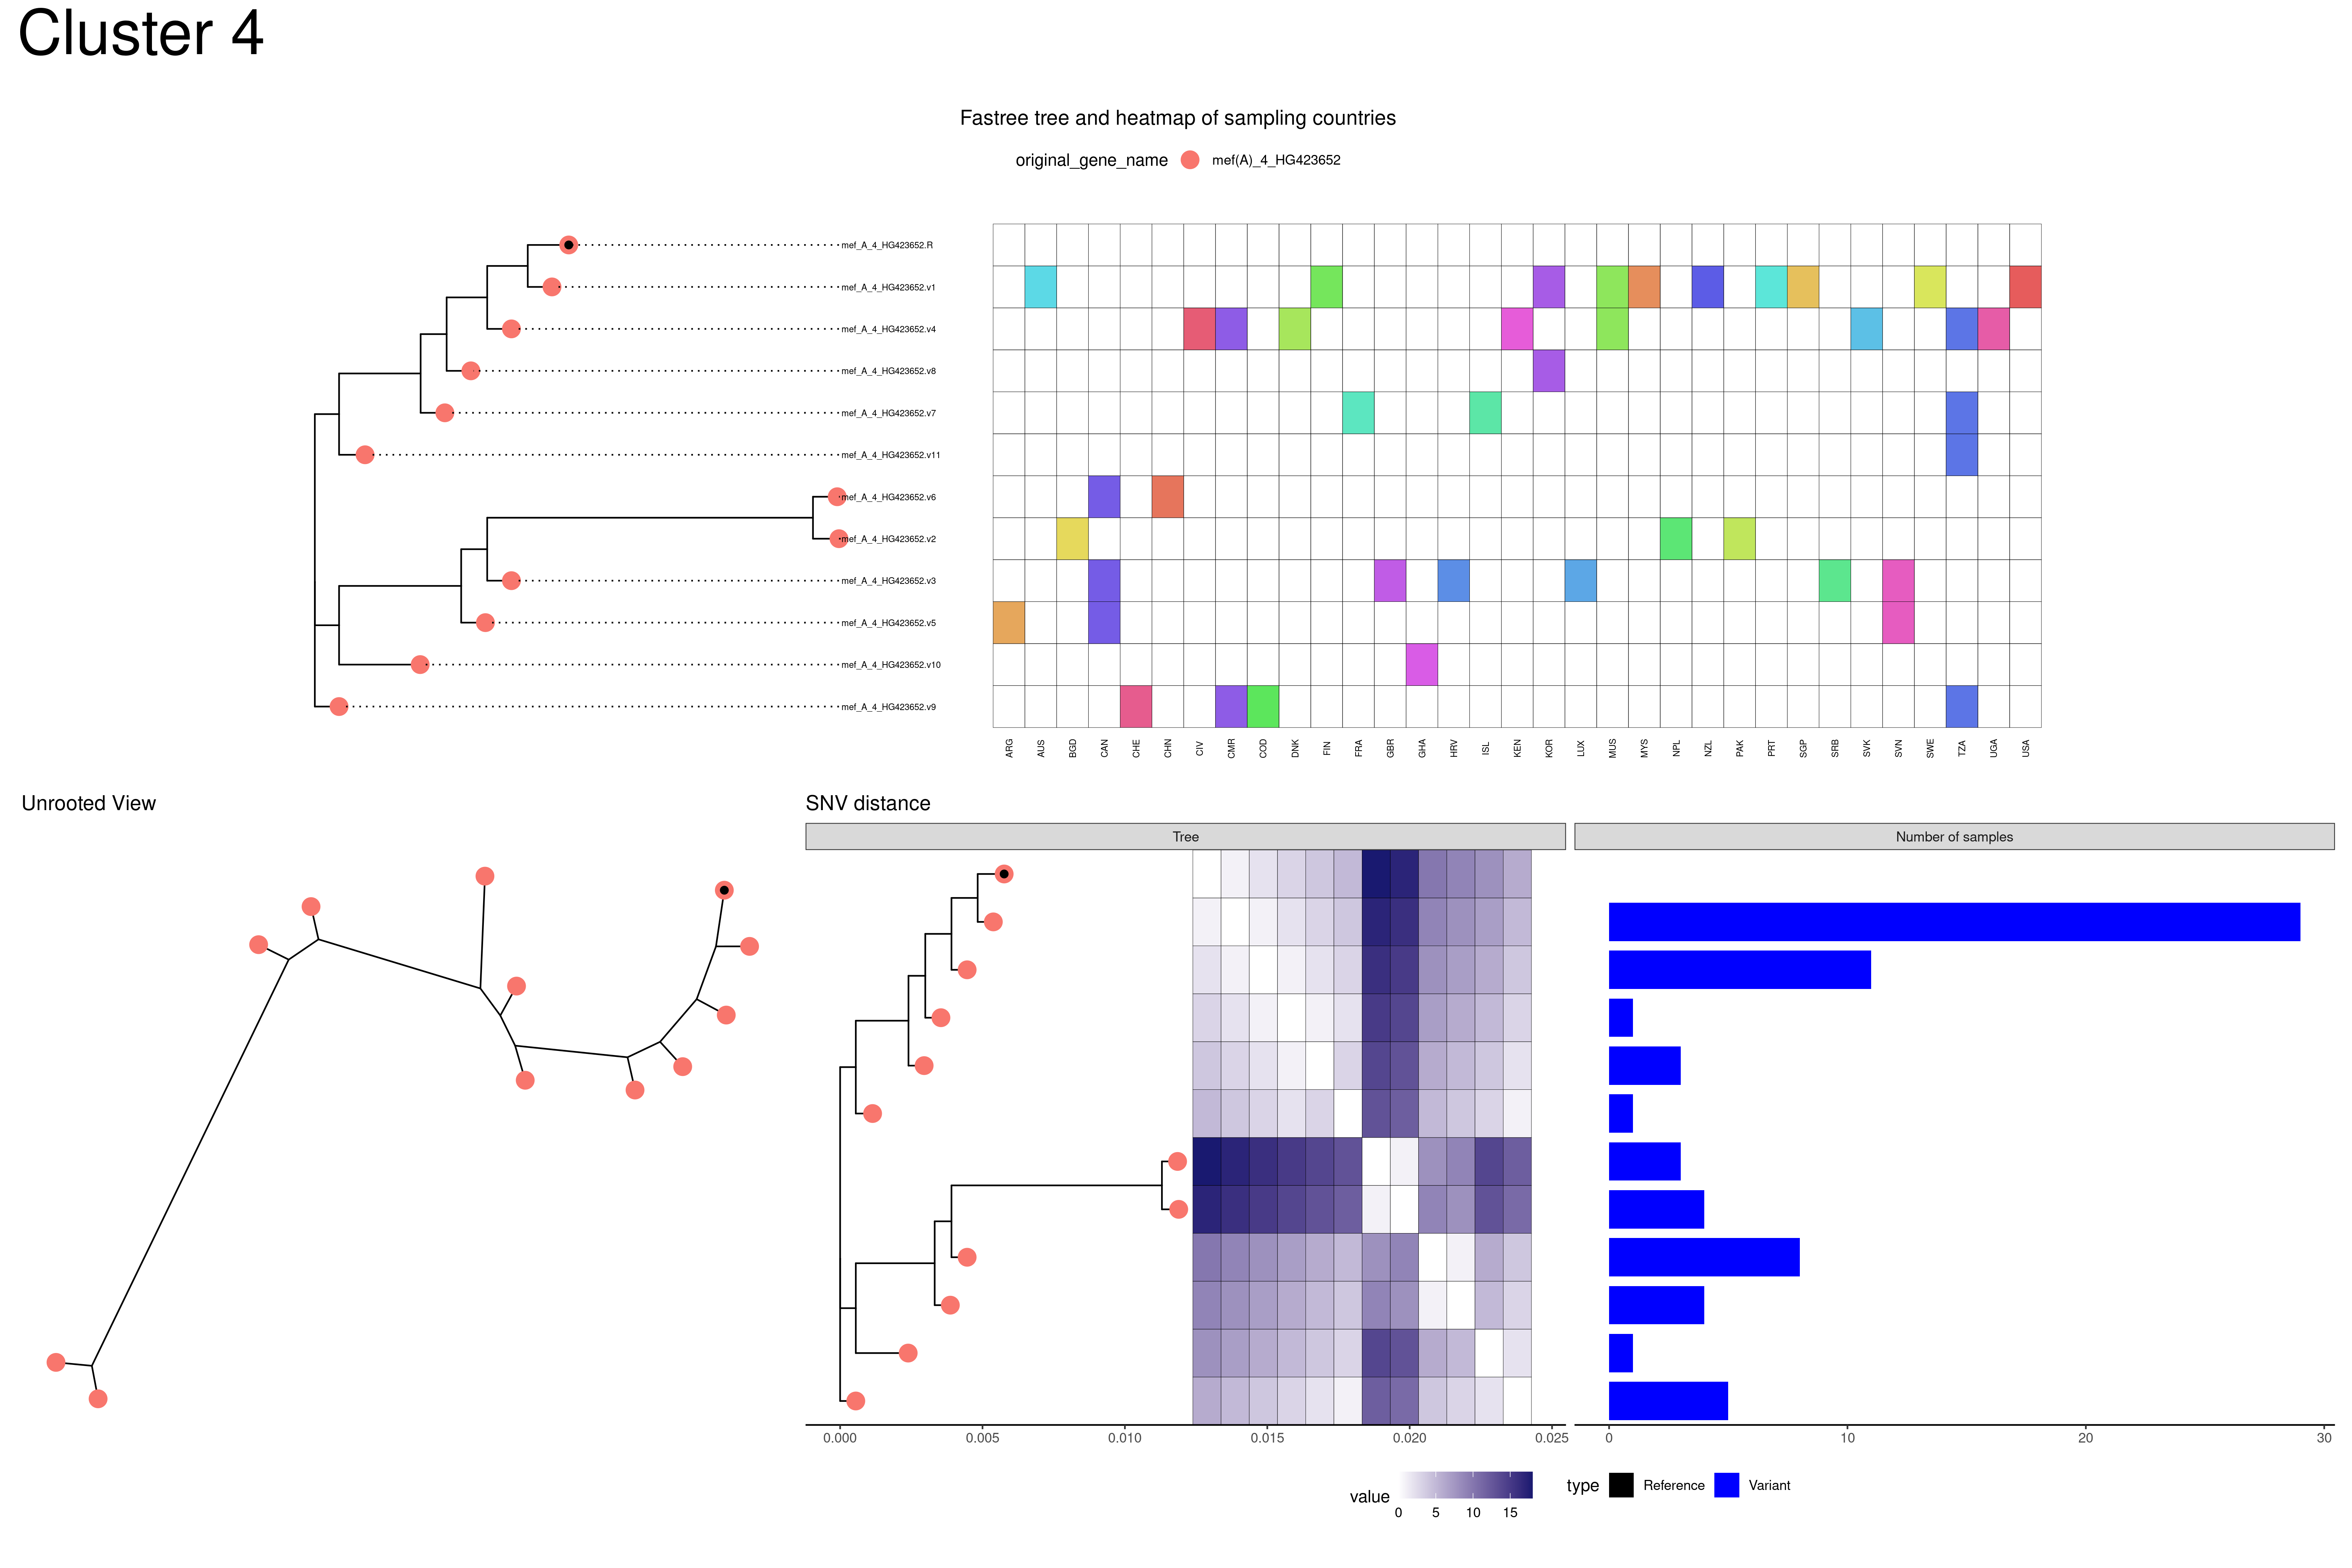 Cluster 4
Fastree tree and heatmap of sampling countries
original_gene_name mef(A)_4_HG423652
mef_A_4_HG423652.R
mef_A_4_HG423652.v1
mef_A_4_HG423652.v4
mef_A_4_HG423652.v8
mef_A_4_HG423652.v7
mef_A_4_HG423652.v11
mef_A_4_HG423652.v6
mef_A_4_HG423652.v2
mef_A_4_HG423652.v3
mef_A_4_HG423652.v5
mef_A_4_HG423652.v10
mef_A_4_HG423652.v9
ARG AUS BGD CAN CHE CHN CIV CMR COD DNK FIN FRA GBR GHA HRV ISL KEN KOR LUX MUS MYS NPL NZL PAK PRT SGP SRB SVK SVN SWE TZA UGA USA
Unrooted View
SNV distance
Tree
Number of samples
0.000 0.005 0.010 0.015 0.020 0.025
0 10 20 30
value
0 5 10 15
type Reference Variant